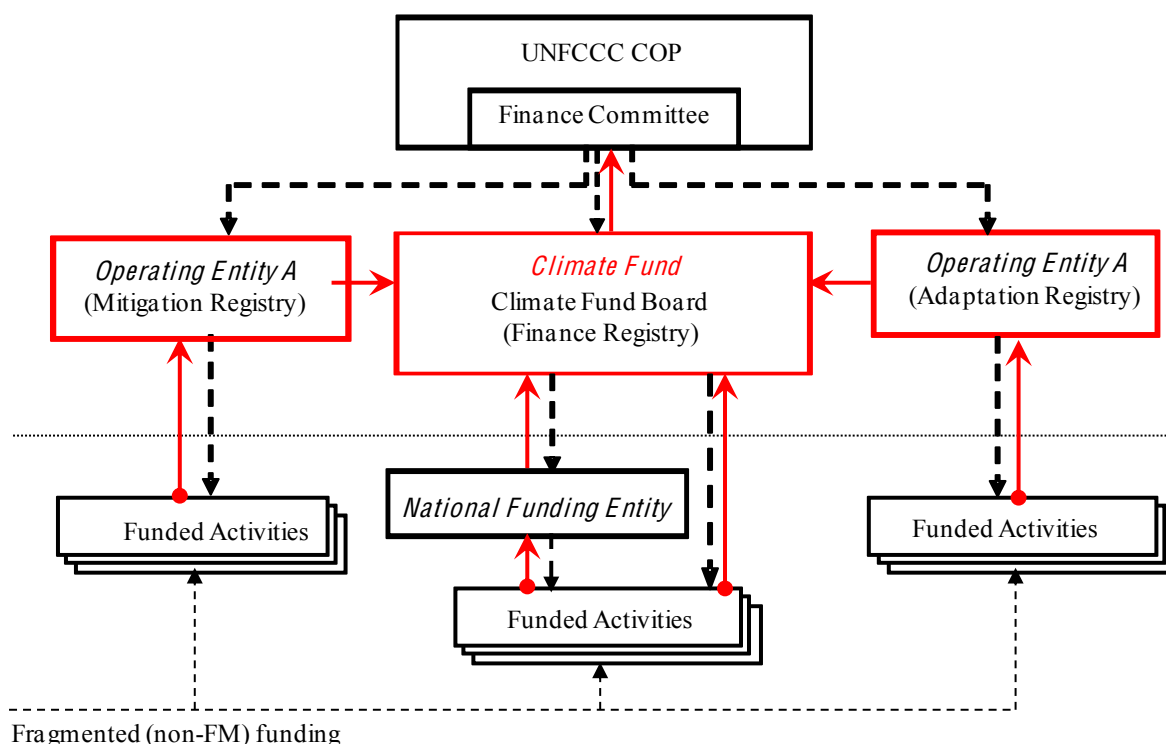 UNFCCC COP
Finance Committee
Operating Entity A
(Mitigation Registry)
Climate Fund
Climate Fund Board
(Finance Registry)
Operating Entity A
(Adaptation Registry)
National Funding Entity
Funded Activities
Funded Activities
Funded Activities
Fragmented (non-FM) funding